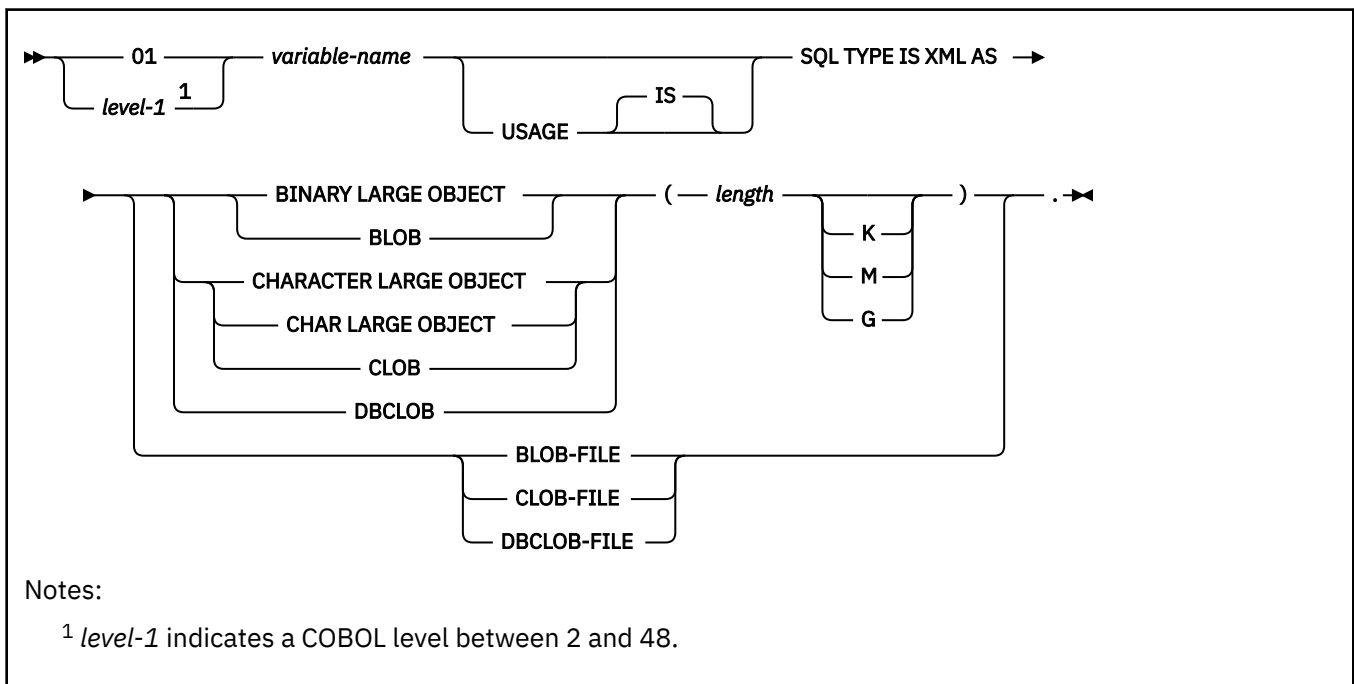 01 variable-name SQL TYPE IS XML AS
IS
level-1 1
USAGE
BINARY LARGE OBJECT ( length )
BLOB K
CHARACTER LARGE OBJECT M
CHAR LARGE OBJECT G
CLOB
DBCLOB
BLOB-FILE .
CLOB-FILE
DBCLOB-FILE
Notes:
1 level-1 indicates a COBOL level between 2 and 48.